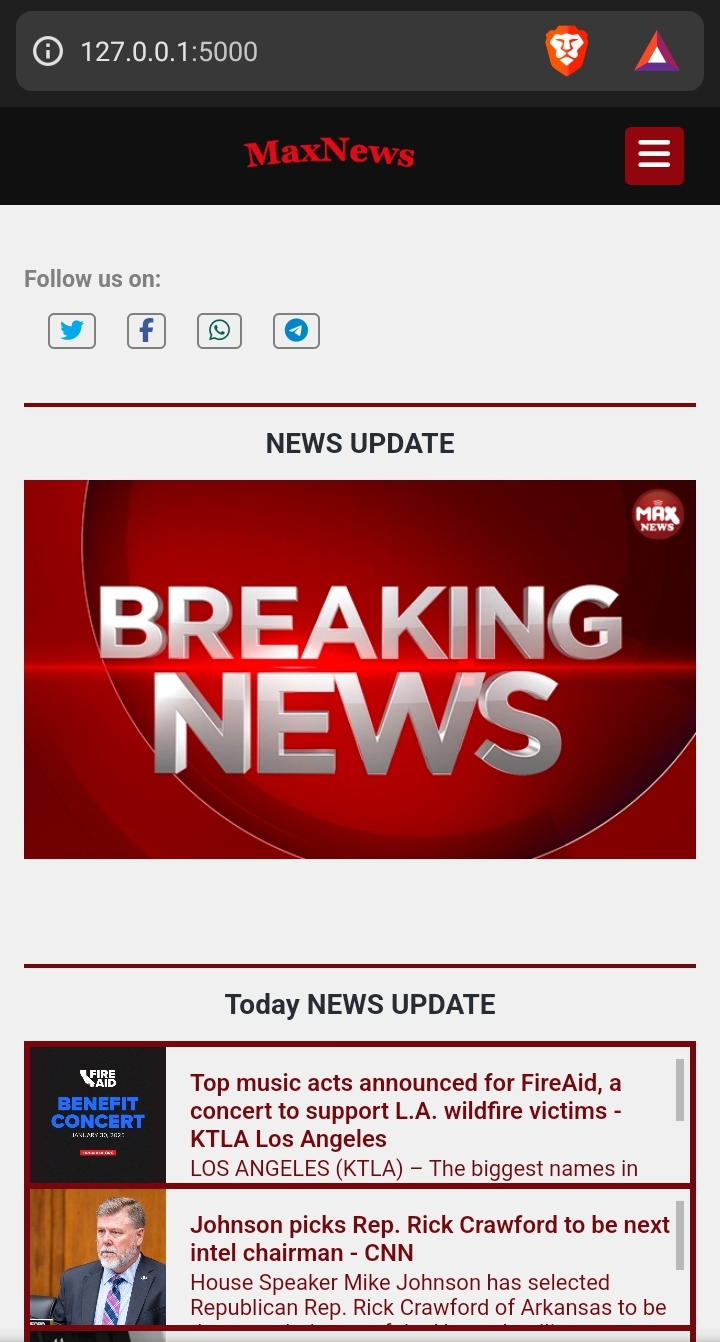 127.0.0.1:5000
MaxNews
Follow us on:
NEWS UPDATE
MAX
NEWS
BREAKING
NEWS
Today NEWS UPDATE
FIRE
AID
BENEFIT
CONCERT
JANUARY 30, 2025
Top music acts announced for FireAid, a
concert to support L.A. wildfire victims -
KTLA Los Angeles
LOS ANGELES (KTLA) – The biggest names in
Johnson picks Rep. Rick Crawford to be next
intel chairman - CNN
House Speaker Mike Johnson has selected
Republican Rep. Rick Crawford of Arkansas to be